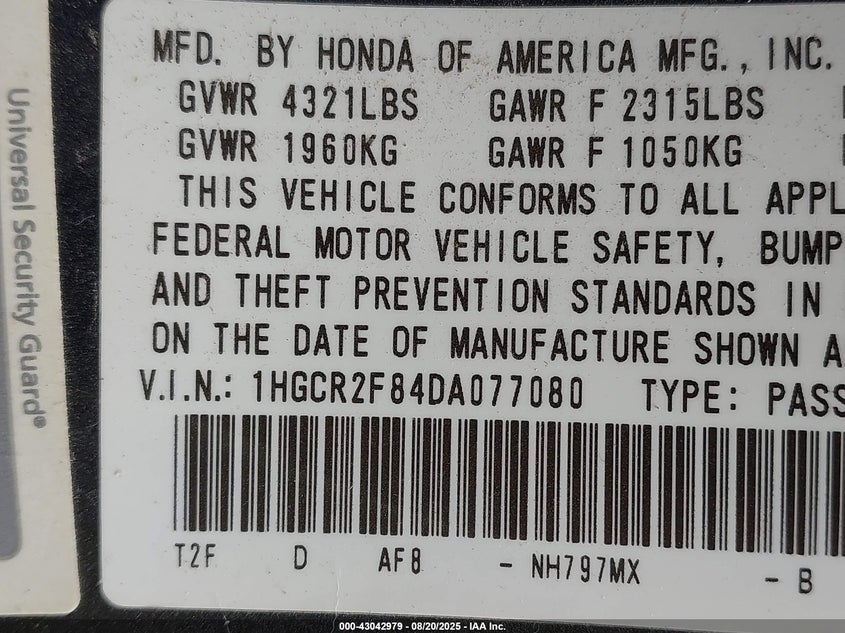 Universal Security Guard®
MFD. BY HONDA OF AMERICA MFG., INC.
GVWR 4321LBS GAWR F 2315LBS
GVWR 1960KG GAWR F 1050KG
THIS VEHICLE CONFORMS TO ALL APPL
FEDERAL MOTOR VEHICLE SAFETY, BUMP
AND THEFT PREVENTION STANDARDS IN
ON THE DATE OF MANUFACTURE SHOWN A
V.I.N.: 1HGCR2F84DA077080 TYPE: PASS
T2F D AF8 - NH797MX - B
000-43042979 - 08/20/2025 - IAA Inc.